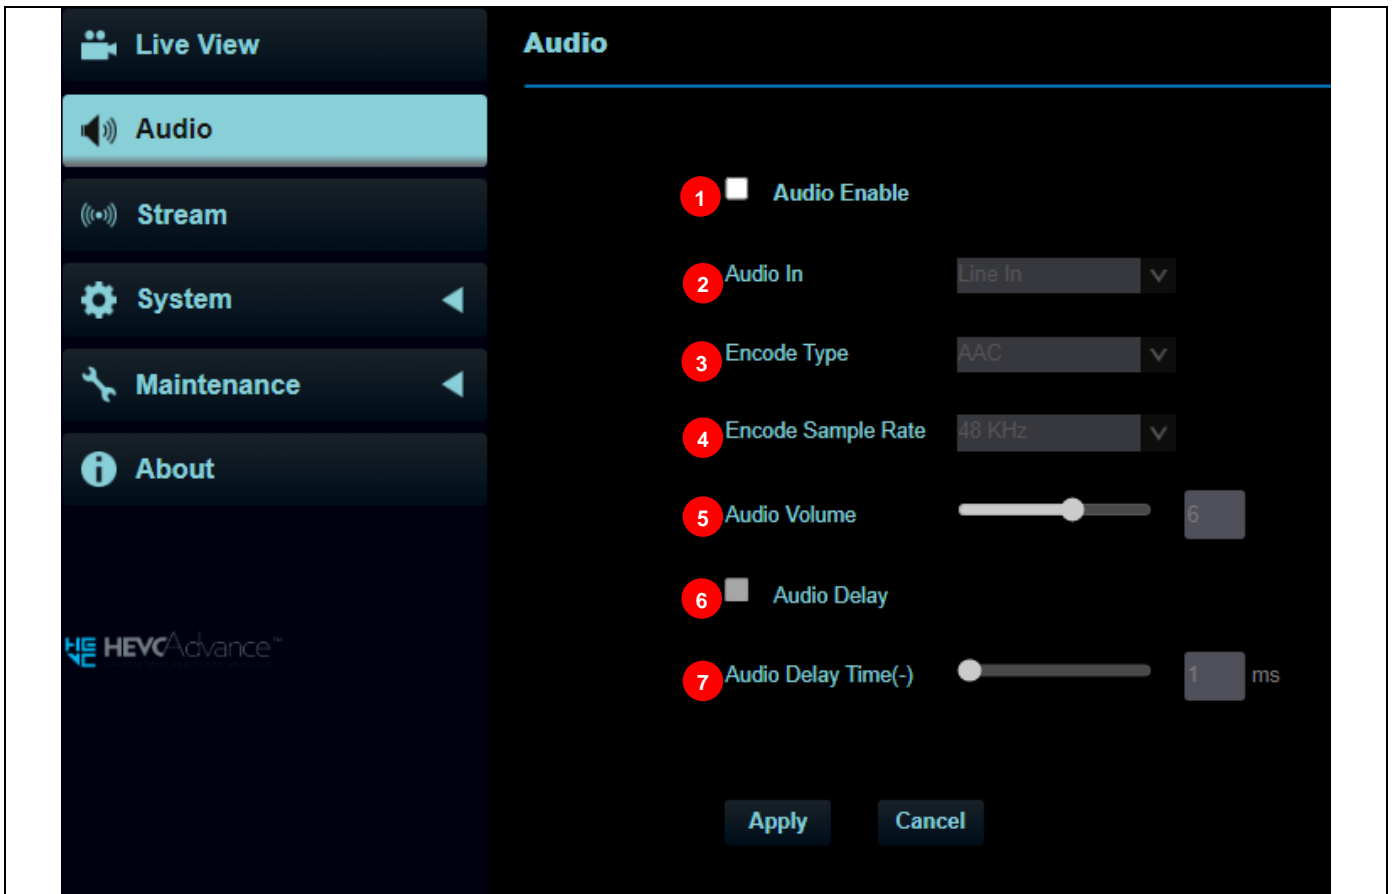 Live View
Audio
Stream
System
Maintenance
About
HEVCAdvance™
Audio
1 Audio Enable
2 Audio In Line In
3 Encode Type AAC
4 Encode Sample Rate 48 KHz
5 Audio Volume 6
6 Audio Delay
7 Audio Delay Time(-) 1 ms
Apply Cancel